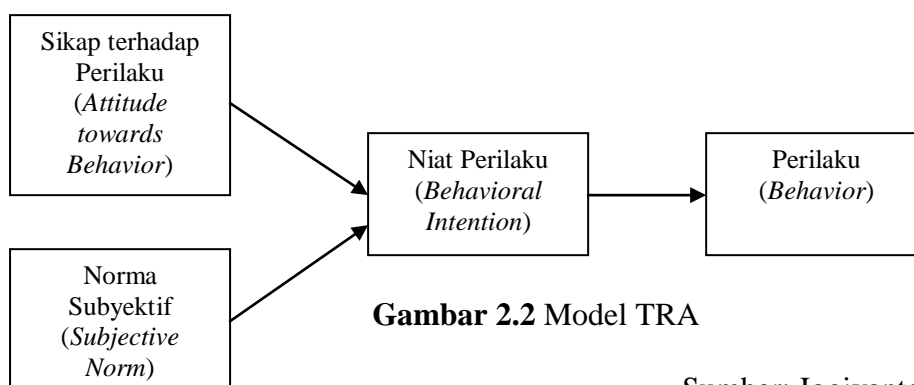 Sikap terhadap
Perilaku
(Attitude
towards
Behavior)
Niat Perilaku
(Behavioral
Intention)
Perilaku
(Behavior)
Norma
Subyektif
(Subjective
Norm)
Gambar 2.2 Model TRA